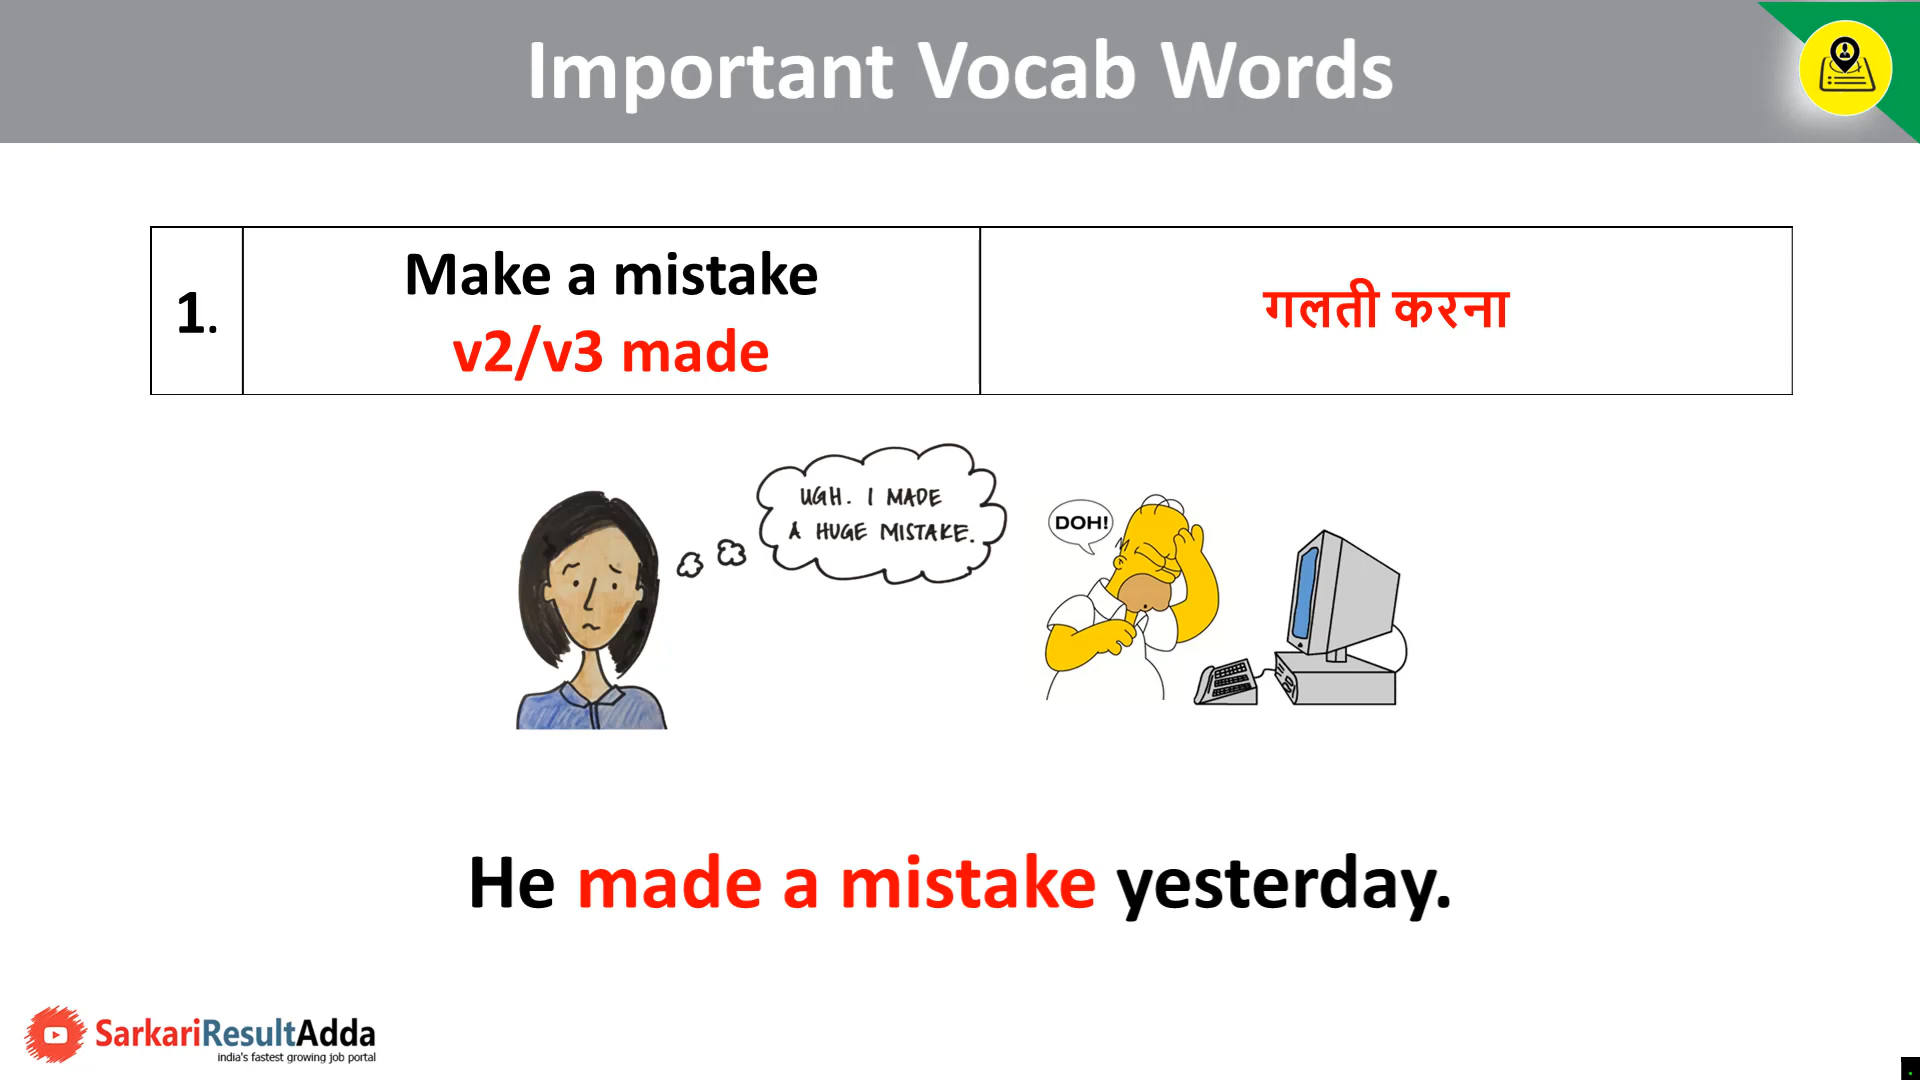 Important Vocab Words
1.
Make a mistake
v2/v3 made
गलती करना
UGH. I MADE
A HUGE MISTAKE.
DOH!
He made a mistake yesterday.
SarkariResultAdda
india's fastest growing job portal